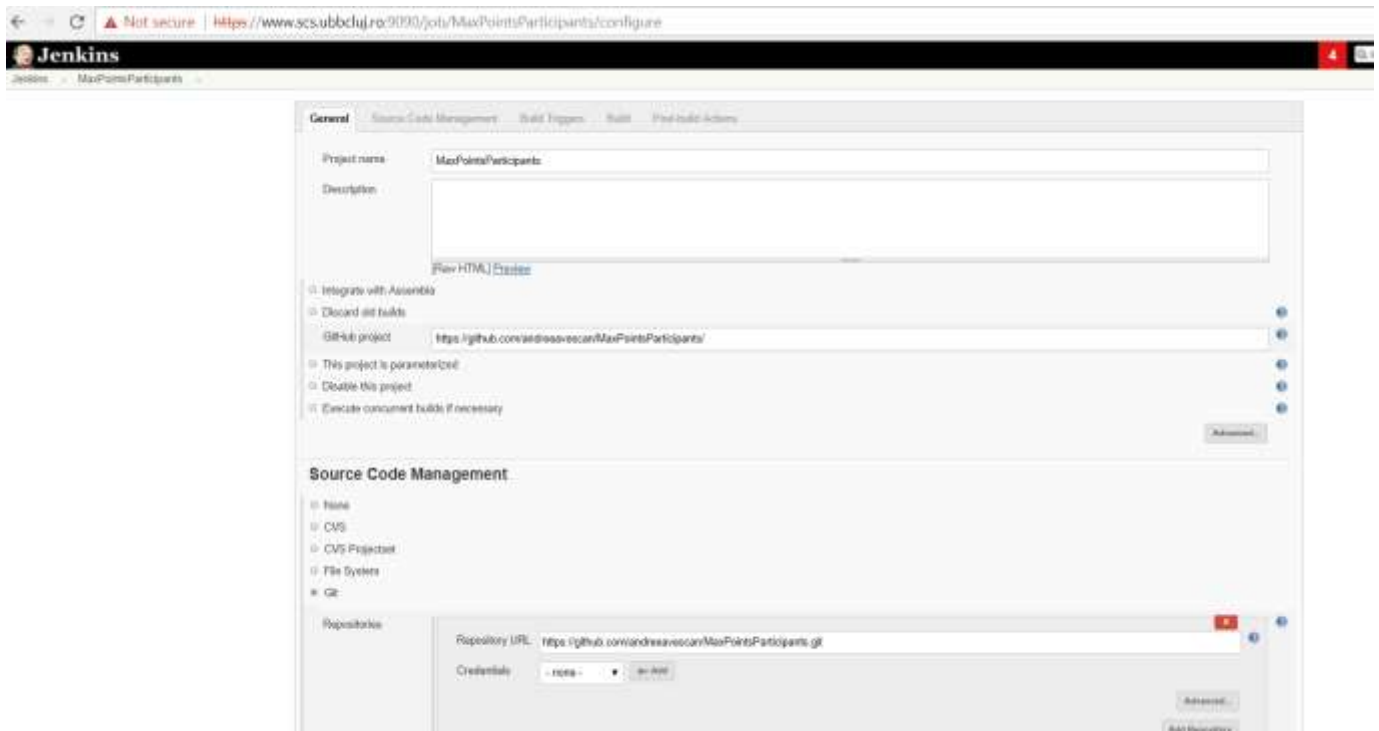 Not secure | https://www.scs.ubbcluj.ro:9090/job/MaxPointsParticipants/configure
Jenkins 4
Jenkins MaxPointsParticipants
General Source Code Management Build Triggers Build Post-build Actions
Project name MaxPointsParticipants
Description
[Raw HTML] Preview
Integrate with Assembla
Discard old builds
GitHub project https://github.com/andreeavescan/MaxPointsParticipants/
This project is parameterized
Disable this project
Execute concurrent builds if necessary
Advanced...
Source Code Management
None
CVS
CVS Projectset
File System
Git
Repositories
Repository URL https://github.com/andreeavescan/MaxPointsParticipants.git
Credentials - none - Add
Advanced...
Add Repository